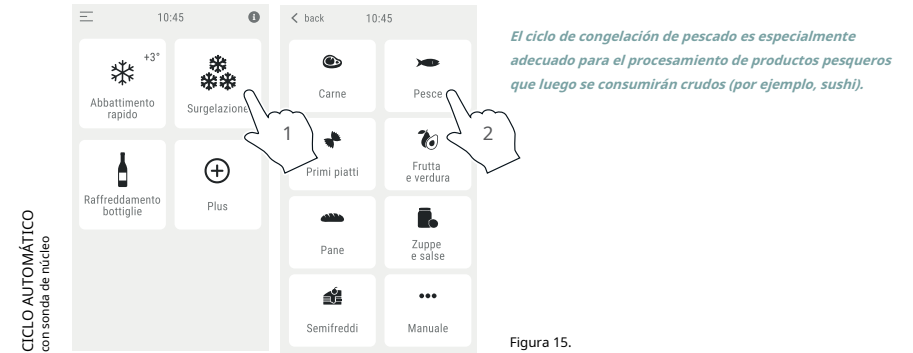 10:45
+3°
Abbattimento
rapido
Surgelazione
1
Raffreddamento
bottiglie
Plus
back 10:45
Carne
Pesce
2
Primi piatti
Frutta
e verdura
Pane
Zuppe
e salse
Semifreddi
Manuale
El ciclo de congelación de pescado es especialmente
adecuado para el procesamiento de productos pesqueros
que luego se consumirán crudos (por ejemplo, sushi).
CICLO AUTOMÁTICO
con sonda de núcleo
Figura 15.